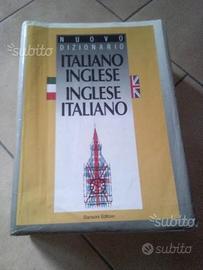 NUOVO
DIZIONARIO
ITALIANO
INGLESE
INGLESE
ITALIANO
Sansoni Editore
subito
subito
subito